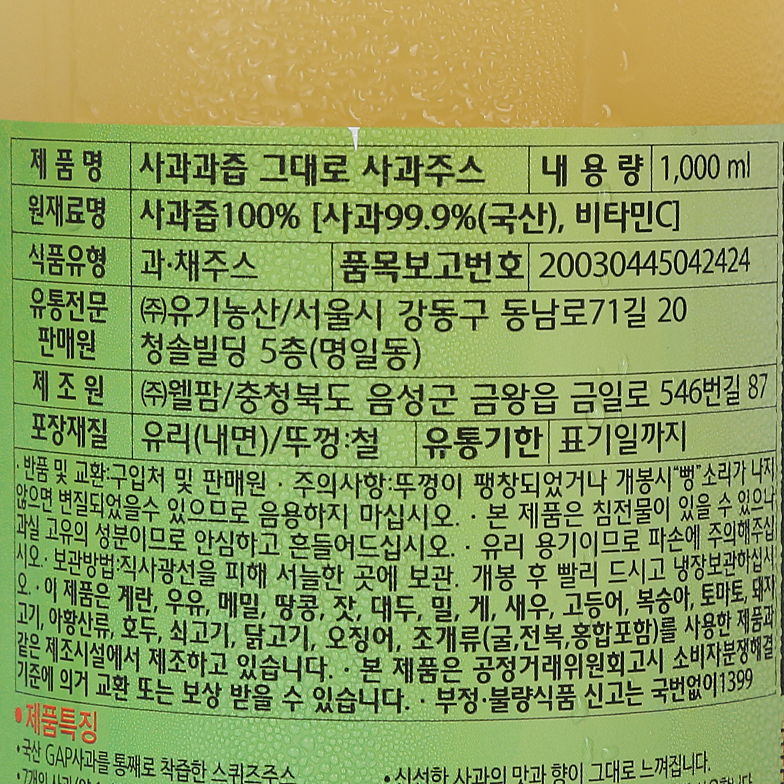 제품명 사과과즙 그대로 사과주스 내용량 1,000 ml
원재료명 사과즙100% [사과99.9%(국산), 비타민C]
식품유형 과·채주스 품목보고번호 20030445042424
유통전문판매원 ㈜유기농산/서울시 강동구 동남로71길 20
청솔빌딩 5층(명일동)
제조원 ㈜웰팜/충청북도 음성군 금왕읍 금일로 546번길 87
포장재질 유리(내면)/뚜껑:철 유통기한 표기일까지
· 반품 및 교환:구입처 및 판매원 · 주의사항:뚜껑이 팽창되었거나 개봉시“뻥”소리가 나지
않으면 변질되었을수 있으므로 음용하지 마십시오. · 본 제품은 침전물이 있을 수 있으나
과실 고유의 성분이므로 안심하고 흔들어드십시오. · 유리 용기이므로 파손에 주의해주십
시오. · 보관방법:직사광선을 피해 서늘한 곳에 보관. 개봉 후 빨리 드시고 냉장보관하십시
오. · 이 제품은 계란, 우유, 메밀, 땅콩, 잣, 대두, 밀, 게, 새우, 고등어, 복숭아, 토마토, 돼지
고기, 아황산류, 호두, 쇠고기, 닭고기, 오징어, 조개류(굴,전복,홍합포함)를 사용한 제품과
같은 제조시설에서 제조하고 있습니다. · 본 제품은 공정거래위원회고시 소비자분쟁해결
기준에 의거 교환 또는 보상 받을 수 있습니다. · 부정·불량식품 신고는 국번없이1399
• 제품특징
• 국산 GAP사과를 통째로 착즙한 스퀴즈주스
• 신선한 사과의 맛과 향이 그대로 느껴집니다.